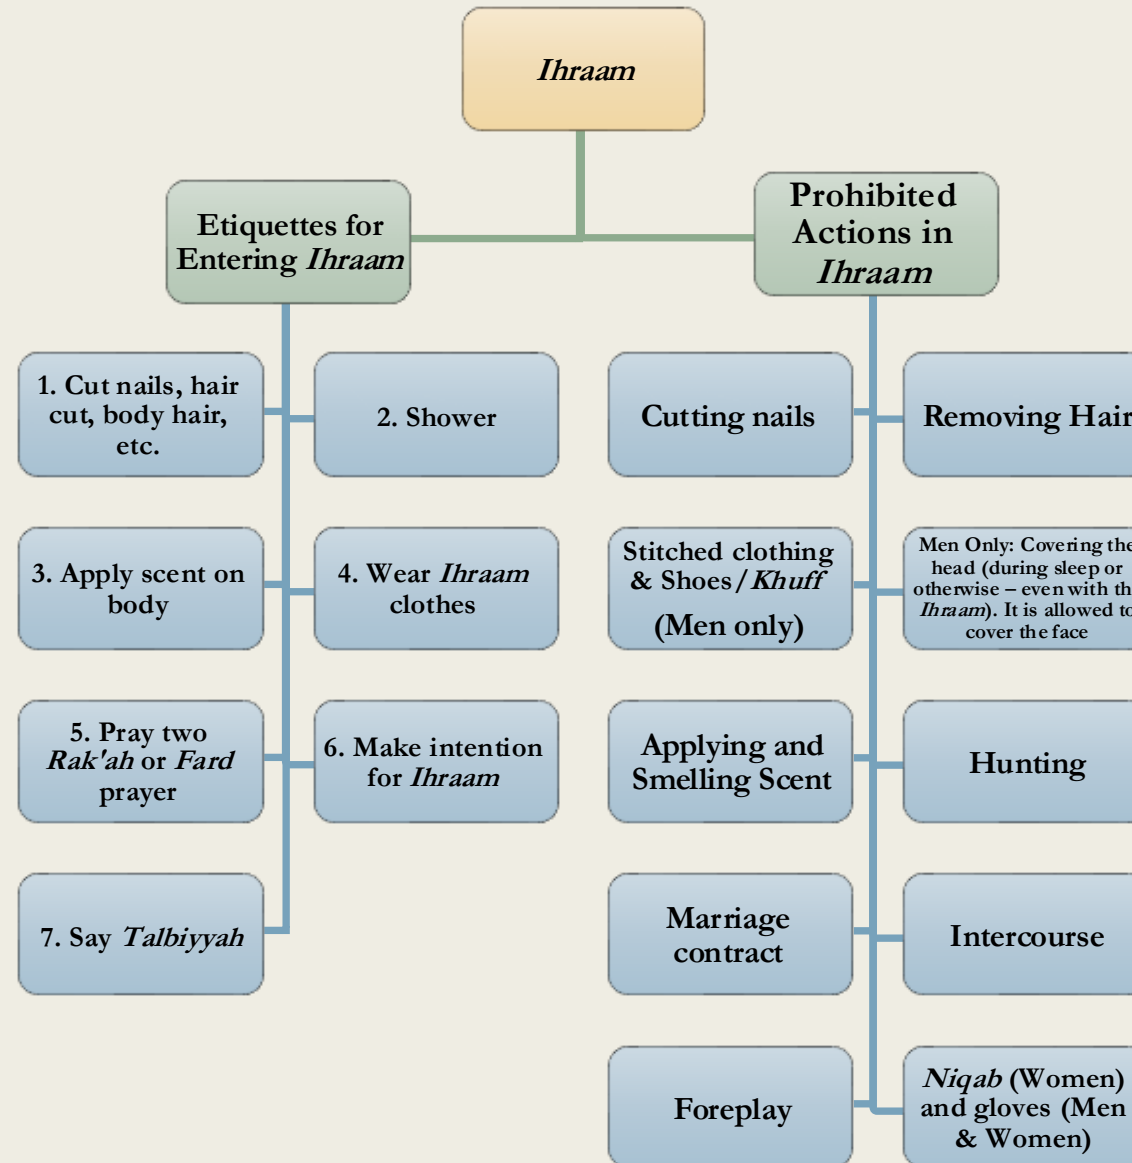 Ihraam
Etiquettes for
Entering Ihraam
1. Cut nails, hair
cut, body hair,
etc.
2. Shower
3. Apply scent on
body
4. Wear Ihraam
clothes
5. Pray two
Rak'ah or Fard
prayer
6. Make intention
for Ihraam
7. Say Talbiyyah
Prohibited
Actions in
Ihraam
Cutting nails
Removing Hair
Stitched clothing
& Shoes/Khuff
(Men only)
Men Only: Covering the
head (during sleep or
otherwise – even with
Ihraam). It is allowed
cover the face
Applying and
Smelling Scent
Hunting
Marriage
contract
Intercourse
Foreplay
Niqab (Women)
and gloves (Men
& Women)